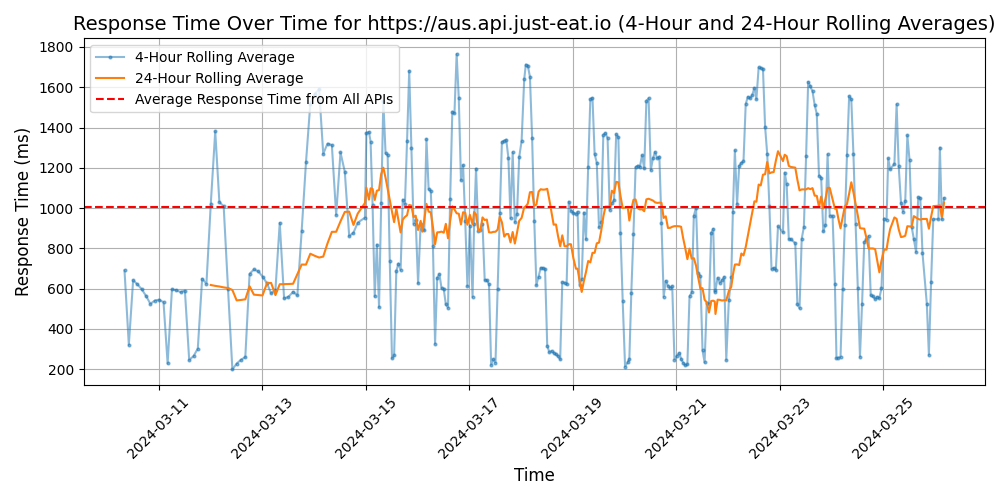 Response Time Over Time for https://aus.api.just-eat.io (4-Hour and 24-Hour Rolling Averages)
4-Hour Rolling Average
24-Hour Rolling Average
Average Response Time from All APIs
Response Time (ms)
1800
1600
1400
1200
1000
800
600
400
200
2024-03-11
2024-03-13
2024-03-15
2024-03-17
2024-03-19
2024-03-21
2024-03-23
2024-03-25
Time